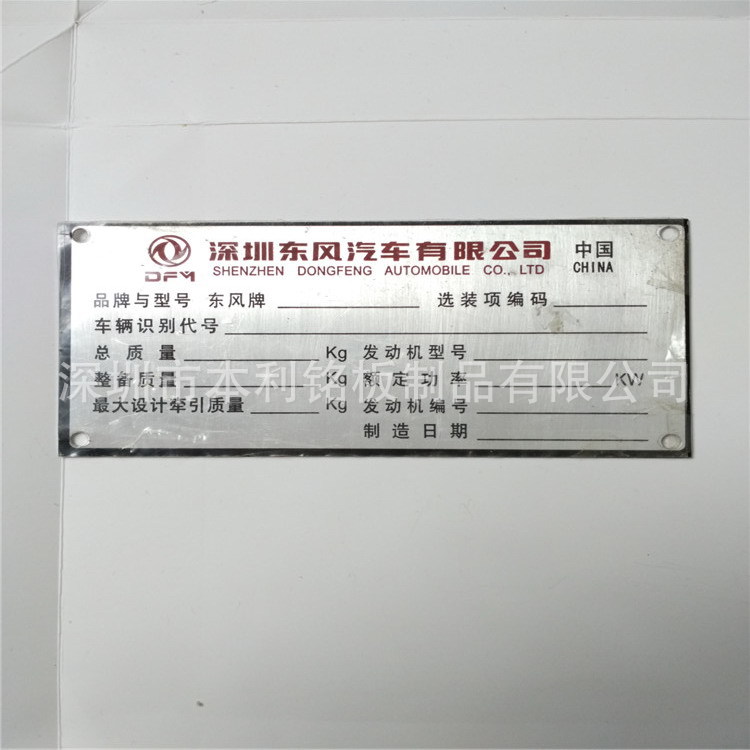 深圳东风汽车有限公司 中国
DFM SHENZHEN DONGFENG AUTOMOBILE CO., LTD CHINA
品牌与型号 东风牌 选装项编码
车辆识别代号
总质量 Kg 发动机型号
整备质量 Kg 额定功率 KW
最大设计牵引质量 Kg 发动机编号
制造日期
深圳市本利铭板制品有限公司